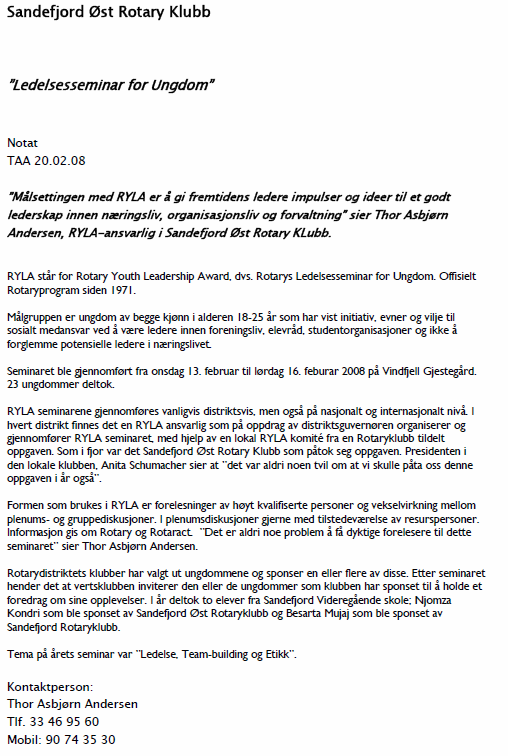 Sandefjord Øst Rotary Klubb
"Ledelsesseminar for Ungdom"
Notat
TAA 20.02.08
"Målsettingen med RYLA er å gi fremtidens ledere impulser og ideer til et godt
lederskap innen næringsliv, organisasjonsliv og forvaltning" sier Thor Asbjørn
Andersen, RYLA-ansvarlig i Sandefjord Øst Rotary KLubb.
RYLA står for Rotary Youth Leadership Award, dvs. Rotarys Ledelsesseminar for Ungdom. Offisielt
Rotaryprogram siden 1971.
Målgruppen er ungdom av begge kjønn i alderen 18-25 år som har vist initiativ, evner og vilje til
sosialt medansvar ved å være ledere innen foreningsliv, elevråd, studentorganisasjoner og ikke å
forglemme potensielle ledere i næringslivet.
Seminaret ble gjennomført fra onsdag 13. februar til lørdag 16. feburar 2008 på Vindfjell Gjestegård.
23 ungdommer deltok.
RYLA seminarene gjennomføres vanligvis distriktsvis, men også på nasjonalt og internasjonalt nivå. I
hvert distrikt finnes det en RYLA ansvarlig som på oppdrag av distriktsguvernøren organiserer og
gjennomfører RYLA seminaret, med hjelp av en lokal RYLA komité fra en Rotaryklubb tildelt
oppgaven. Som i fjor var det Sandefjord Øst Rotary Klubb som påtok seg oppgaven. Presidenten i
den lokale klubben, Anita Schumacher sier at "det var aldri noen tvil om at vi skulle påta oss denne
oppgaven i år også".
Formen som brukes i RYLA er forelesninger av høyt kvalifiserte personer og vekselvirkning mellom
plenums- og gruppediskusjoner. I plenumsdiskusjoner gjerne med tilstedeværelse av resurspersoner.
Informasjon gis om Rotary og Rotaract. "Det er aldri noe problem å få dyktige forelesere til dette
seminaret" sier Thor Asbjørn Andersen.
Rotarydistriktets klubber har valgt ut ungdommene og sponser en eller flere av disse. Etter seminaret
hender det at vertsklubben inviterer den eller de ungdommer som klubben har sponset til å holde et
foredrag om sine opplevelser. I år deltok to elever fra Sandefjord Videregående skole; Njomza
Kondri som ble sponset av Sandefjord Øst Rotaryklubb og Besarta Mujaj som ble sponset av
Sandefjord Rotaryklubb.
Tema på årets seminar var "Ledelse, Team-building og Etikk".
Kontaktperson:
Thor Asbjørn Andersen
Tlf. 33 46 95 60
Mobil: 90 74 35 30